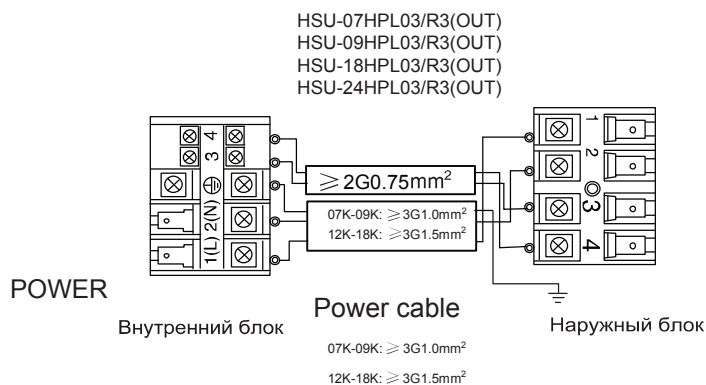 HSU-07HPL03/R3(OUT)
HSU-09HPL03/R3(OUT)
HSU-18HPL03/R3(OUT)
HSU-24HPL03/R3(OUT)
1(L) 2(N) 3 4
≥ 2G0.75mm²
07K-09K: ≥ 3G1.0mm²
12K-18K: ≥ 3G1.5mm²
1
2
3
4
POWER
Внутренний блок
Power cable
Наружный блок
07K-09K: ≥ 3G1.0mm²
12K-18K: ≥ 3G1.5mm²